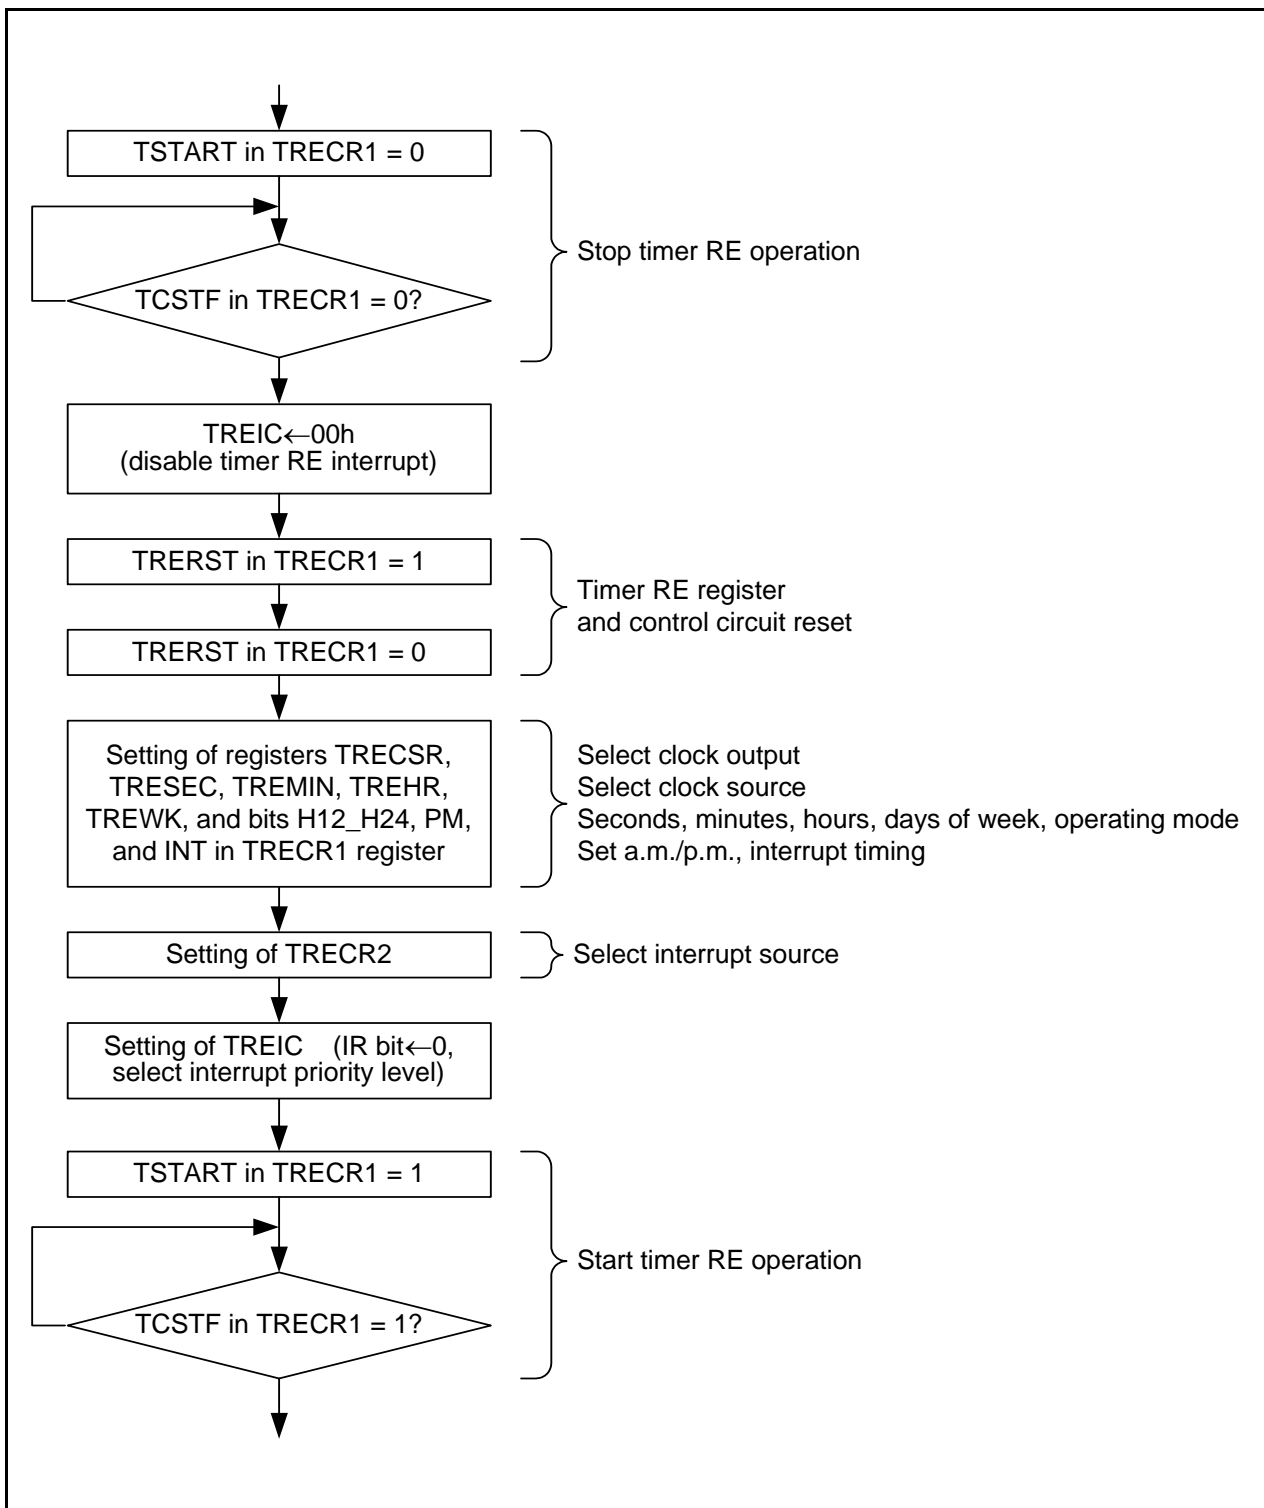 TSTART in TRECR1 = 0
TCSTF in TRECR1 = 0?
Stop timer RE operation
TREIC←00h
(disable timer RE interrupt)
TRERST in TRECR1 = 1
TRERST in TRECR1 = 0
Timer RE register
and control circuit reset
Setting of registers TRECSR,
TRESEC, TREMIN, TREHR,
TREWK, and bits H12_H24, PM,
and INT in TRECR1 register
Select clock output
Select clock source
Seconds, minutes, hours, days of week, operating mode
Set a.m./p.m., interrupt timing
Setting of TRECR2
Select interrupt source
Setting of TREIC (IR bit←0,
select interrupt priority level)
TSTART in TRECR1 = 1
TCSTF in TRECR1 = 1?
Start timer RE operation